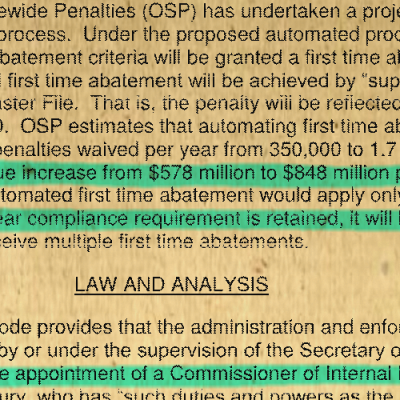 ewide Penalties (OSP) has undertaken a proje
process. Under the proposed automated proc
batement criteria will be granted a first time al
first time abatement will be achieved by "sup
aster File. That is, the penalty will be reflected
. OSP estimates that automating first time ab
penalties waived per year from 350,000 to 1.7
ue increase from $578 million to $848 million p
tomated first time abatement would apply only
ear compliance requirement is retained, it will
ceive multiple first time abatements.
LAW AND ANALYSIS
ode provides that the administration and enfo
by or under the supervision of the Secretary o
e appointment of a Commissioner of Internal
ury, who has "such duties and powers as the